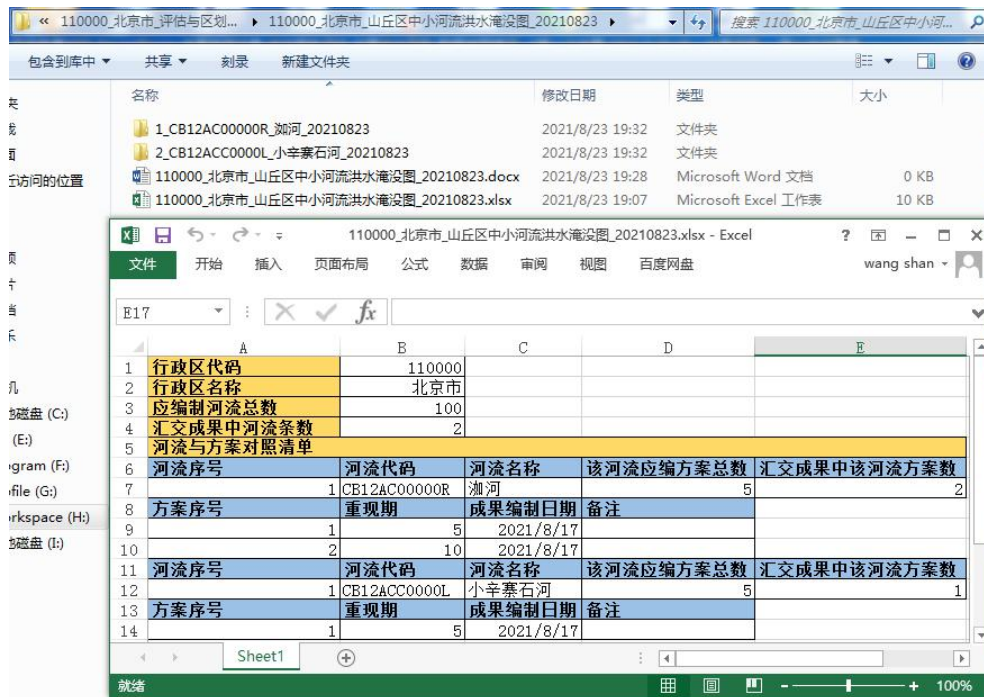 « 110000_北京市_评估与区划... ▸ 110000_北京市_山丘区中小河流洪水淹没图_20210823 ▸
搜索 110000_北京市_山丘区中小河...
包含到库中 共享 刻录 新建文件夹
名称 修改日期 类型 大小
1_CB12AC00000R_泃河_20210823 2021/8/23 19:32 文件夹
2_CB12ACC0000L_小辛寨石河_20210823 2021/8/23 19:32 文件夹
110000_北京市_山丘区中小河流洪水淹没图_20210823.docx 2021/8/23 19:28 Microsoft Word 文档 0 KB
110000_北京市_山丘区中小河流洪水淹没图_20210823.xlsx 2021/8/23 19:07 Microsoft Excel 工作表 10 KB
近访问的位置
(C:)
(E:)
ogram (F:)
ofile (G:)
orkspace (H:)
(I:)
110000_北京市_山丘区中小河流洪水淹没图_20210823.xlsx - Excel
文件 开始 插入 页面布局 公式 数据 审阅 视图 百度网盘 wang shan
E17 fx
A B C D E
1 行政区代码 110000
2 行政区名称 北京市
3 应编制河流总数 100
4 汇交成果中河流条数 2
5 河流与方案对照清单
6 河流序号 河流代码 河流名称 该河流应编方案总数 汇交成果中该河流方案数
7 1 CB12AC00000R 泃河 5 2
8 方案序号 重现期 成果编制日期 备注
9 1 5 2021/8/17
10 2 10 2021/8/17
11 河流序号 河流代码 河流名称 该河流应编方案总数 汇交成果中该河流方案数
12 1 CB12ACC0000L 小辛寨石河 5 1
13 方案序号 重现期 成果编制日期 备注
14 1 5 2021/8/17
Sheet1
就绪 100%